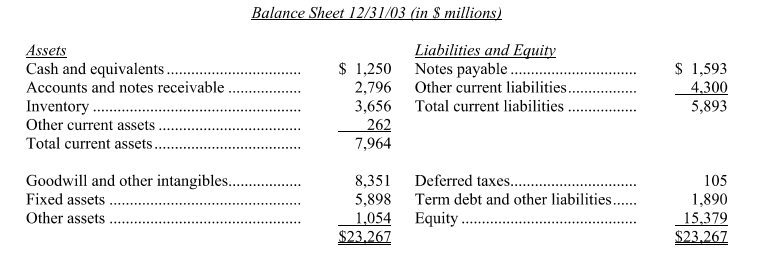 Balance Sheet 12/31/03 (in $ millions)
Assets Liabilities and Equity
Cash and equivalents .............................. $ 1,250 Notes payable ............................ $ 1,593
Accounts and notes receivable ................ 2,796 Other current liabilities............... 4,300
Inventory ................................................. 3,656 Total current liabilities ............... 5,893
Other current assets ................................ 262
Total current assets ................................. 7,964
Goodwill and other intangibles................ 8,351 Deferred taxes............................ 105
Fixed assets ............................................ 5,898 Term debt and other liabilities...... 1,890
Other assets ........................................... 1,054 Equity ........................................ 15,379
$23,267 $23,267